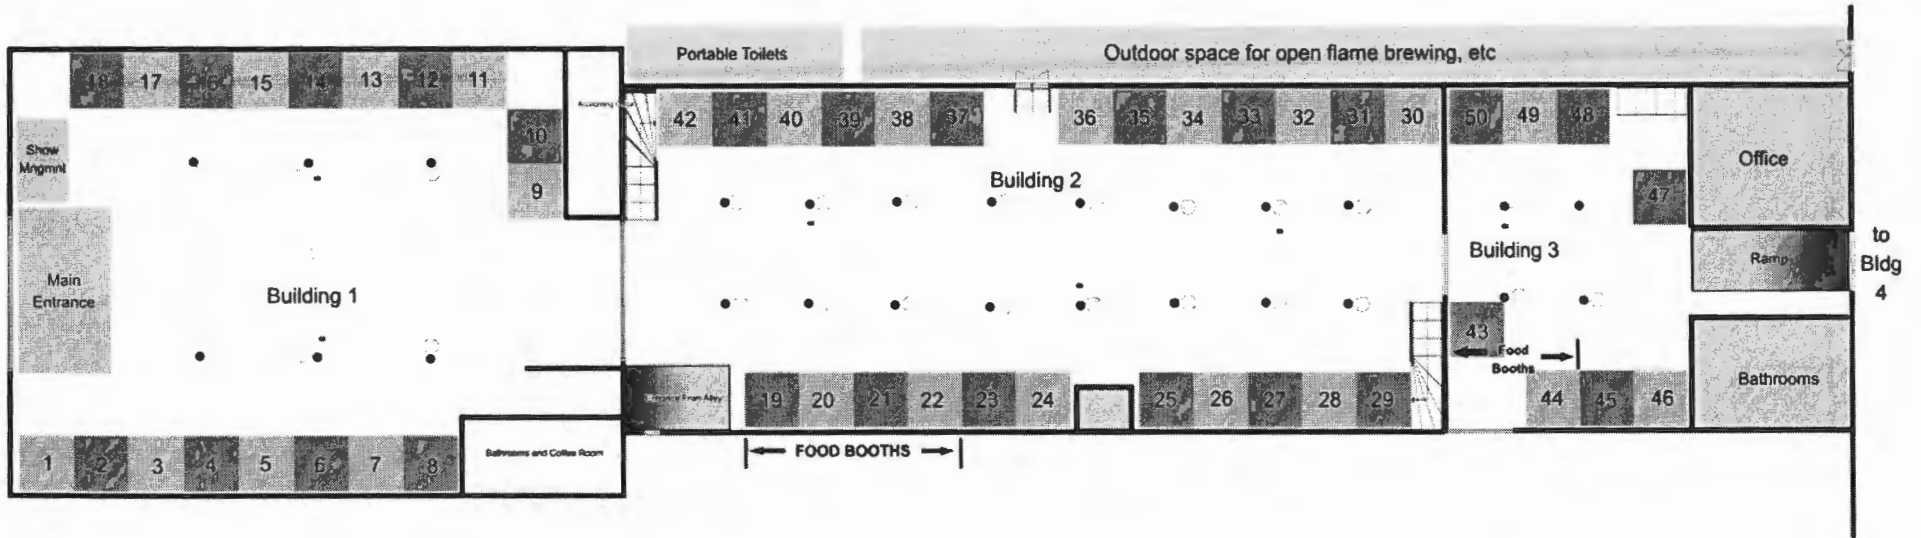 Portable Toilets
Outdoor space for open flame brewing, etc
18 17 16 15 14 13 12 11
10
9
Show
Mngmnt
Main
Entrance
Building 1
1 2 3 4 5 6 7 8
Bathrooms and Coffee Room
42 41 40 39 38 37
36 35 34 33 32 31 30
Building 2
Entrance From Alley
19 20 21 22 23 24
25 26 27 28 29
FOOD BOOTHS
50 49 48
47
Building 3
43
Food
Booths
44 45 46
Office
Ramp
Bathrooms
to
Bldg
4